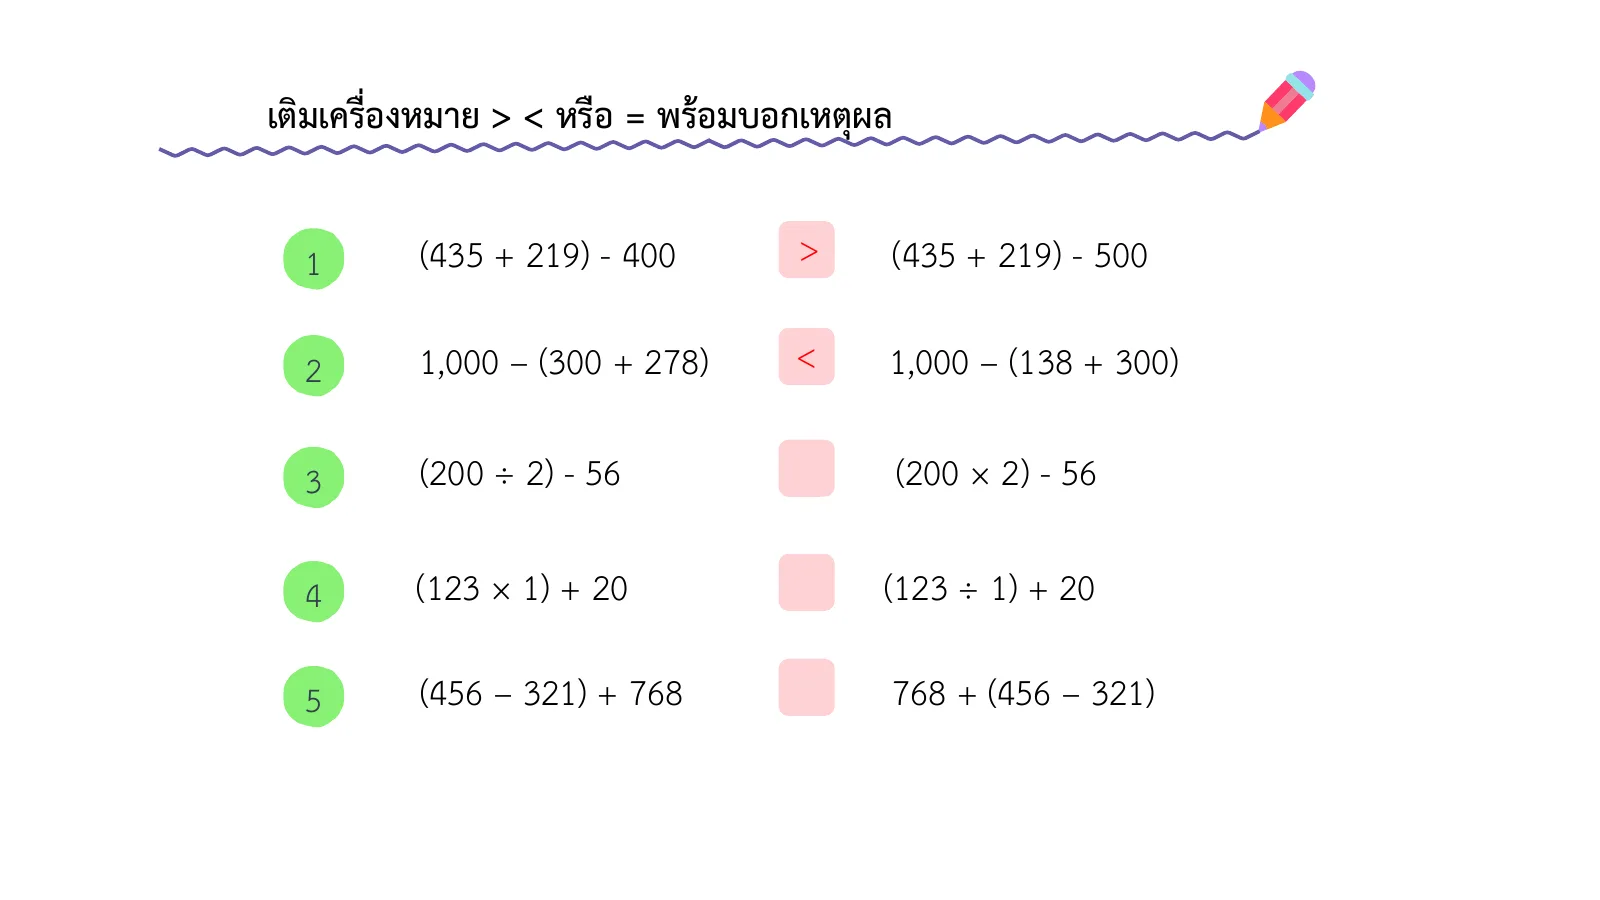 เติมเครื่องหมาย > < หรือ = พร้อมบอกเหตุผล
1 (435 + 219) - 400 > (435 + 219) - 500
2 1,000 – (300 + 278) < 1,000 – (138 + 300)
3 (200 ÷ 2) - 56 (200 × 2) - 56
4 (123 × 1) + 20 (123 ÷ 1) + 20
5 (456 – 321) + 768 768 + (456 – 321)